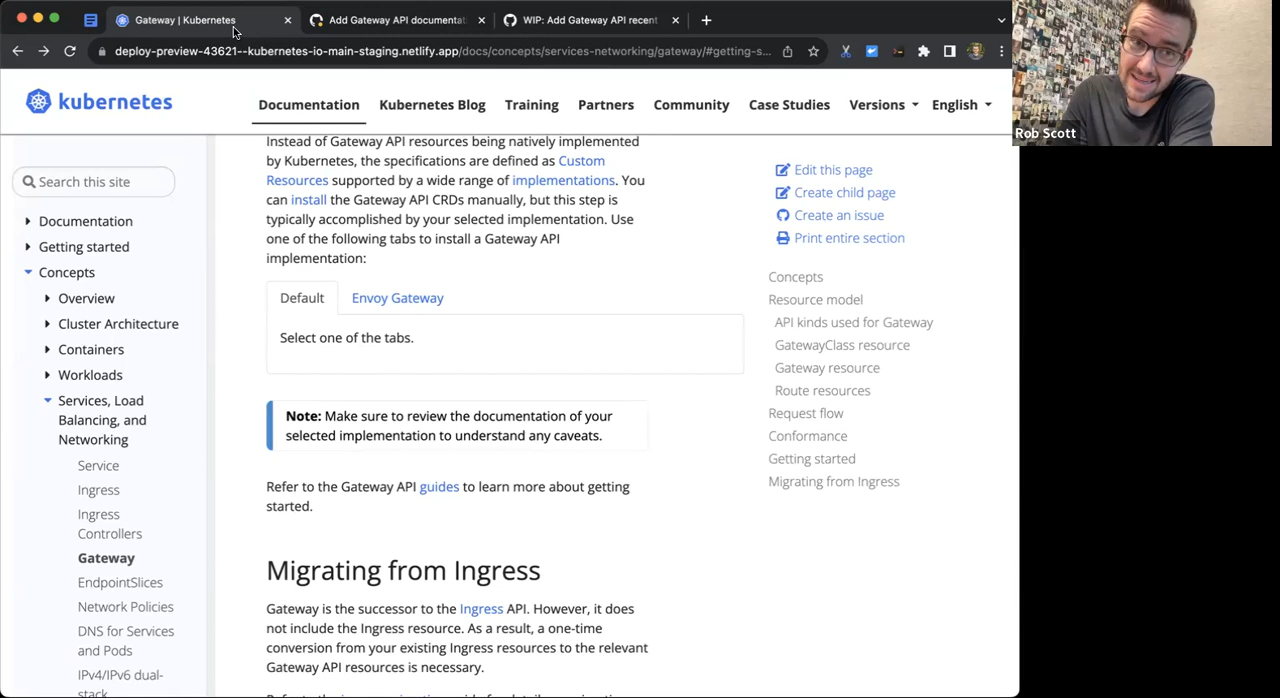 Gateway | Kubernetes
Add Gateway API documentat
WIP: Add Gateway API recent
deploy-preview-43621--kubernetes-io-main-staging.netlify.app/docs/concepts/services-networking/gateway/#getting-s...
kubernetes
Documentation
Kubernetes Blog
Training
Partners
Community
Case Studies
Versions
English
Rob Scott
Search this site
Documentation
Getting started
Concepts
Overview
Cluster Architecture
Containers
Workloads
Services, Load
Balancing, and
Networking
Service
Ingress
Ingress
Controllers
Gateway
EndpointSlices
Network Policies
DNS for Services
and Pods
IPv4/IPv6 dual-
stack
Instead of Gateway API resources being natively implemented
by Kubernetes, the specifications are defined as Custom
Resources supported by a wide range of implementations. You
can install the Gateway API CRDs manually, but this step is
typically accomplished by your selected implementation. Use
one of the following tabs to install a Gateway API
implementation:
Default
Envoy Gateway
Select one of the tabs.
Note: Make sure to review the documentation of your
selected implementation to understand any caveats.
Refer to the Gateway API guides to learn more about getting
started.
Migrating from Ingress
Gateway is the successor to the Ingress API. However, it does
not include the Ingress resource. As a result, a one-time
conversion from your existing Ingress resources to the relevant
Gateway API resources is necessary.
Edit this page
Create child page
Create an issue
Print entire section
Concepts
Resource model
API kinds used for Gateway
GatewayClass resource
Gateway resource
Route resources
Request flow
Conformance
Getting started
Migrating from Ingress